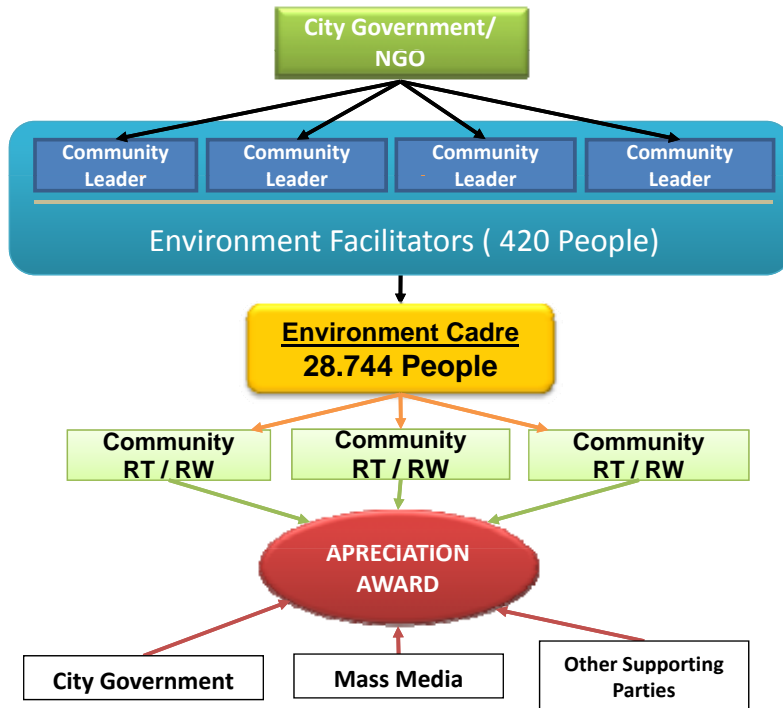 City Government/
NGO
Community
Leader
Community
Leader
Community
Leader
Community
Leader
Environment Facilitators ( 420 People)
Environment Cadre
28.744 People
Community
RT / RW
Community
RT / RW
Community
RT / RW
APRECIATION
AWARD
City Government
Mass Media
Other Supporting
Parties